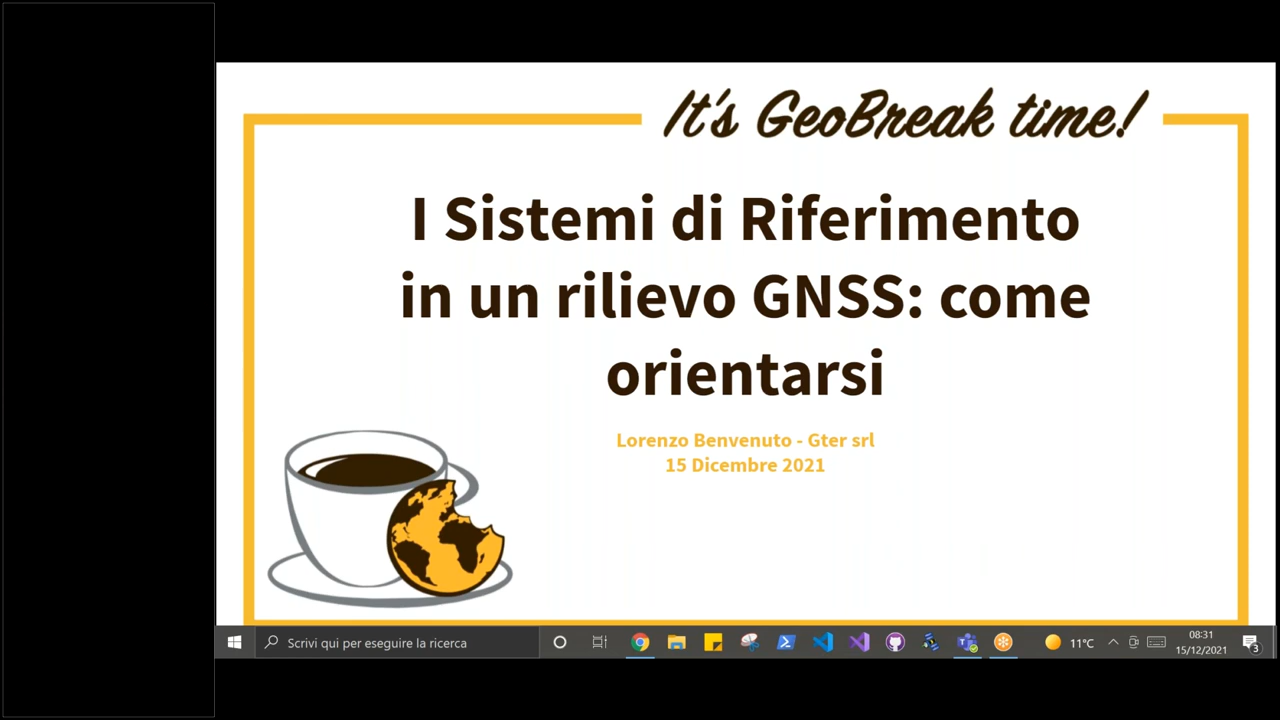 It's GeoBreak time!
I Sistemi di Riferimento
in un rilievo GNSS: come
orientarsi
Lorenzo Benvenuto - Gter srl
15 Dicembre 2021
Scrivi qui per eseguire la ricerca
11°C
08:31
15/12/2021
3